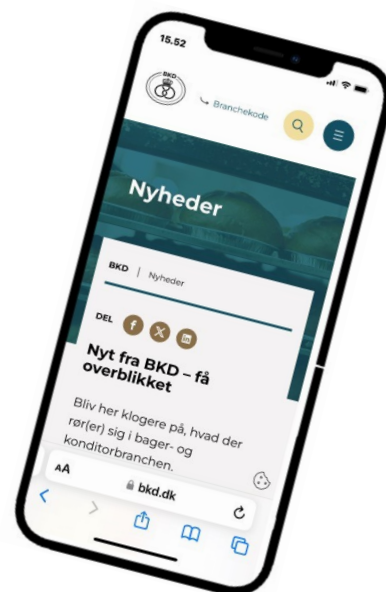 15.52
BKD
Branchekode
Nyheder
BKD | Nyheder
DEL
Nyt fra BKD – få
overblikket
Bliv her klogere på, hvad der
rør(er) sig i bager- og
konditorbranchen.
AA
bkd.dk